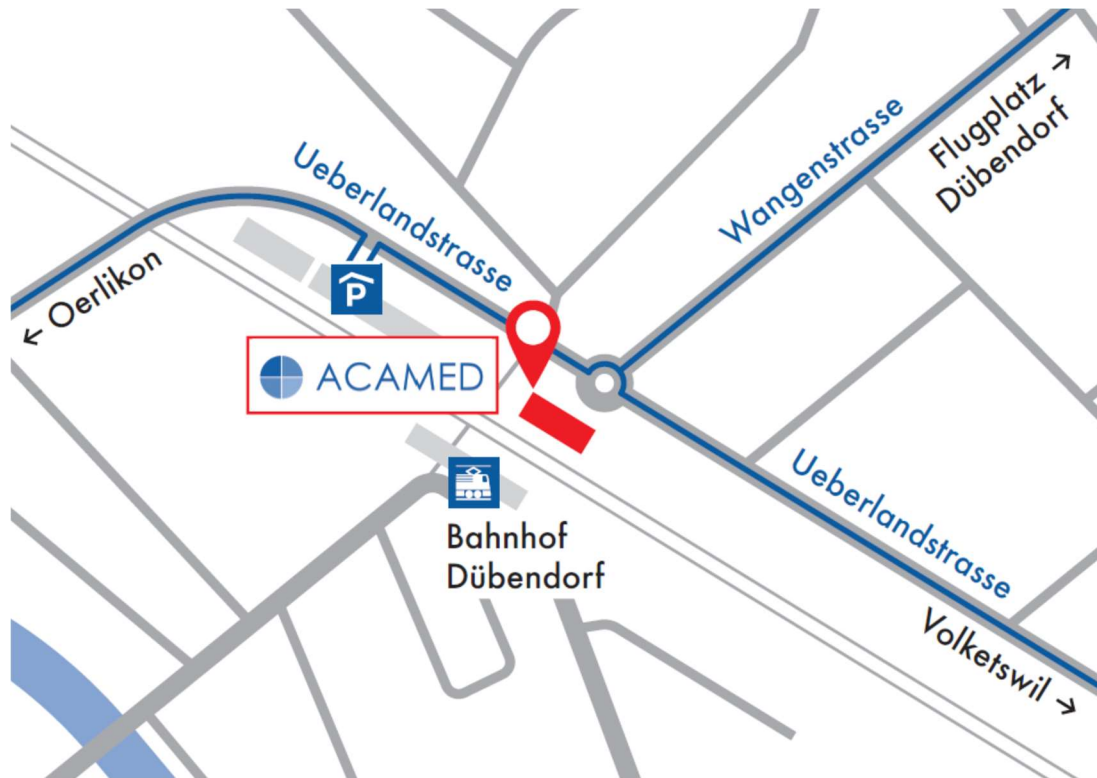 Ueberlandstrasse
Wangenstrasse
Flugplatz →
Dübendorf
← Oerlikon
P
ACAMED
Bahnhof
Dübendorf
Ueberlandstrasse
Volketswil →